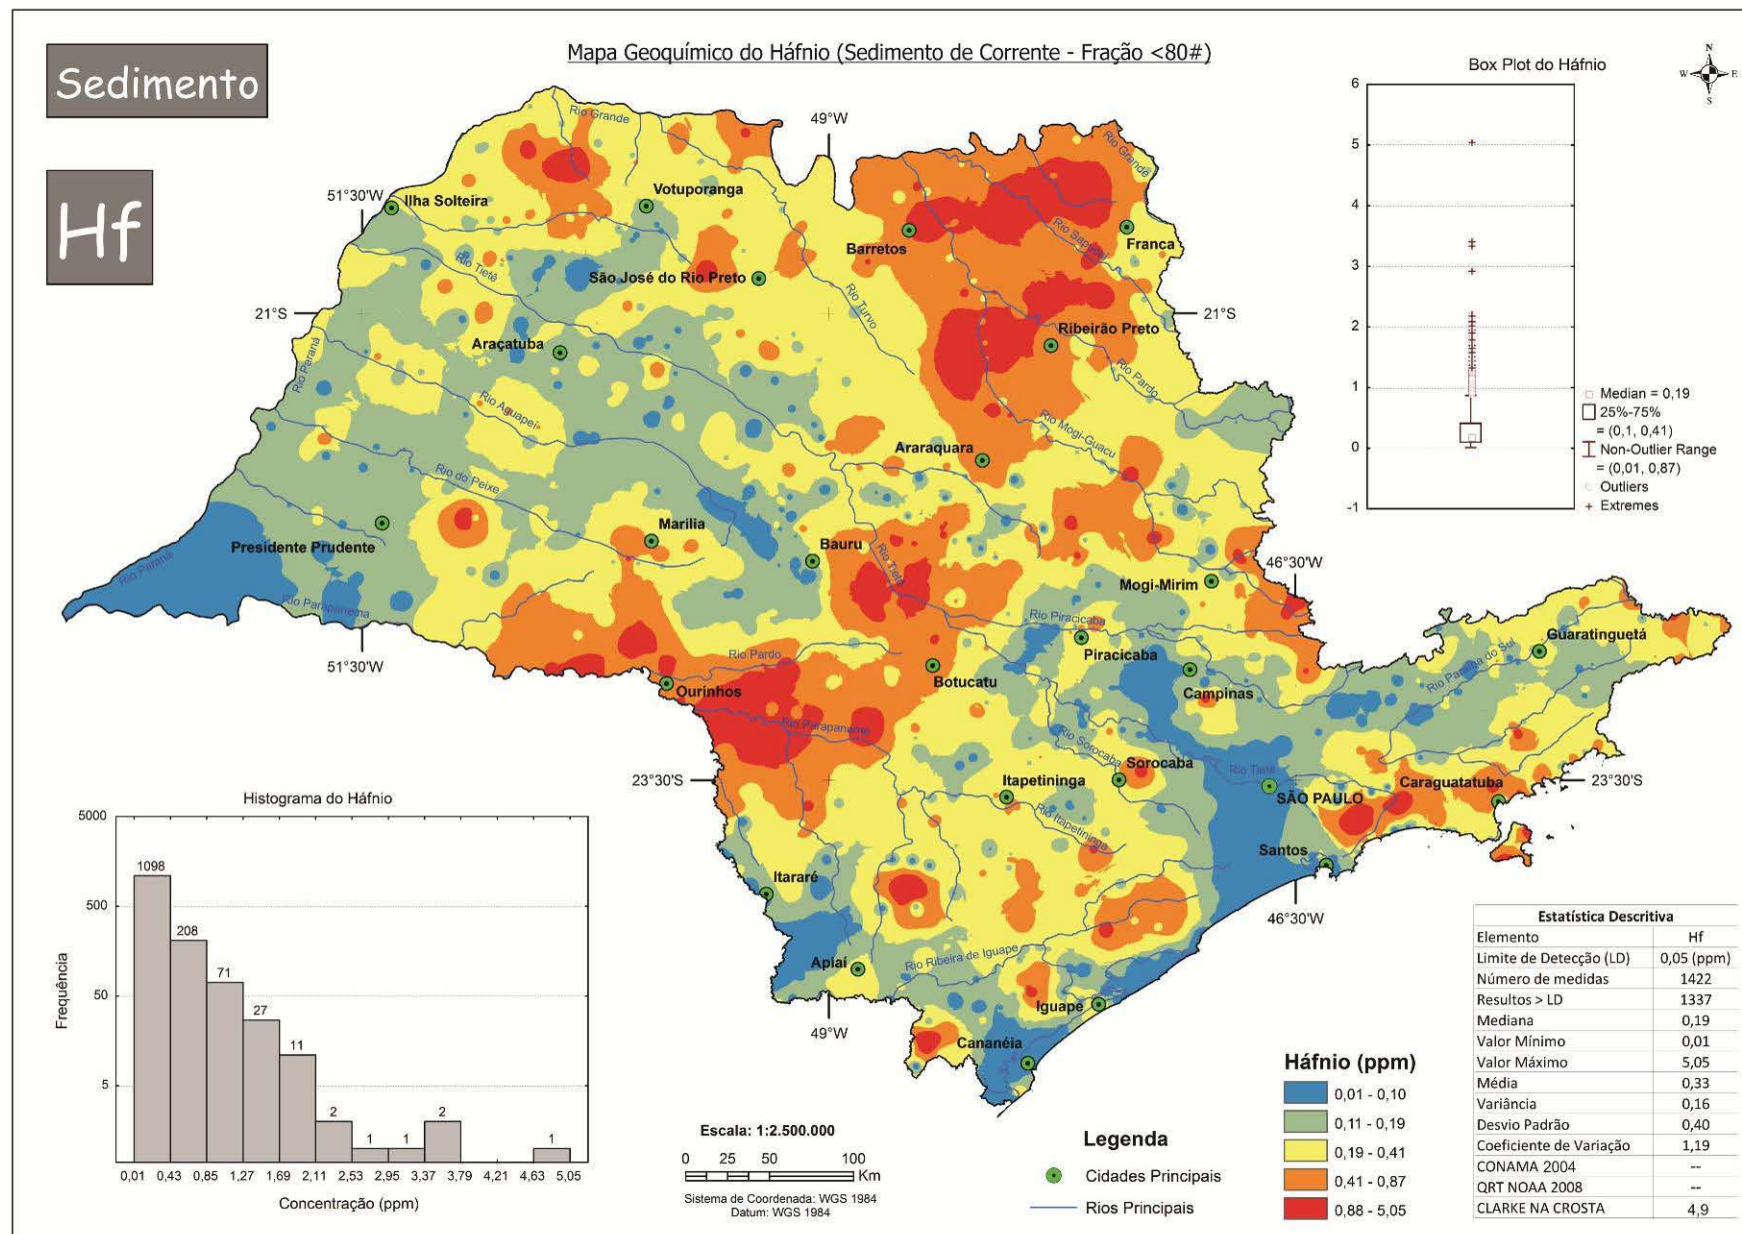 Mapa Geoquímico do Háfnio (Sedimento de Corrente - Fração <80#)
Sedimento
Hf
Box Plot do Háfnio
N
W
E
S
6
5
4
3
2
1
0
-1
Median = 0,19
25%-75%
= (0,1, 0,41)
Non-Outlier Range
= (0,01, 0,87)
Outliers
Extremes
49°W
51°30'W
21°S
21°S
46°30'W
51°30'W
23°30'S
23°30'S
46°30'W
49°W
Rio Grande
Rio Grande
Ilha Solteira
Votuporanga
Barretos
Franca
Rio Sapucaí
Rio Tietê
São José do Rio Preto
Rio Turvo
Ribeirão Preto
Araçatuba
Rio Paraná
Rio Pardo
Rio Aguapeí
Rio Mogi-Guacu
Araraquara
Rio do Peixe
Marilia
Presidente Prudente
Bauru
Rio Tietê
Mogi-Mirim
Rio Paraná
Rio Parapanema
Rio Piracicaba
Piracicaba
Guaratinguetá
Rio Paraíba do Sul
Rio Pardo
Botucatu
Campinas
Ourinhos
Rio Parapanema
Rio Sorocaba
Sorocaba
Rio Tietê
Itapetininga
SÃO PAULO
Caraguatatuba
Rio Itapetininga
Santos
Itararé
Apiaí
Rio Ribeira de Iguape
Iguape
Cananéia
Histograma do Háfnio
Frequência
5000
500
50
5
1098
208
71
27
11
2
1
1
2
1
0,01 0,43 0,85 1,27 1,69 2,11 2,53 2,95 3,37 3,79 4,21 4,63 5,05
Concentração (ppm)
Escala: 1:2.500.000
0 25 50 100
Km
Sistema de Coordenada: WGS 1984
Datum: WGS 1984
Legenda
Cidades Principais
Rios Principais
Háfnio (ppm)
0,01 - 0,10
0,11 - 0,19
0,19 - 0,41
0,41 - 0,87
0,88 - 5,05
Estatística Descritiva
Elemento Hf
Limite de Detecção (LD) 0,05 (ppm)
Número de medidas 1422
Resultos > LD 1337
Mediana 0,19
Valor Mínimo 0,01
Valor Máximo 5,05
Média 0,33
Variância 0,16
Desvio Padrão 0,40
Coeficiente de Variação 1,19
CONAMA 2004 --
QRT NOAA 2008 --
CLARKE NA CROSTA 4,9